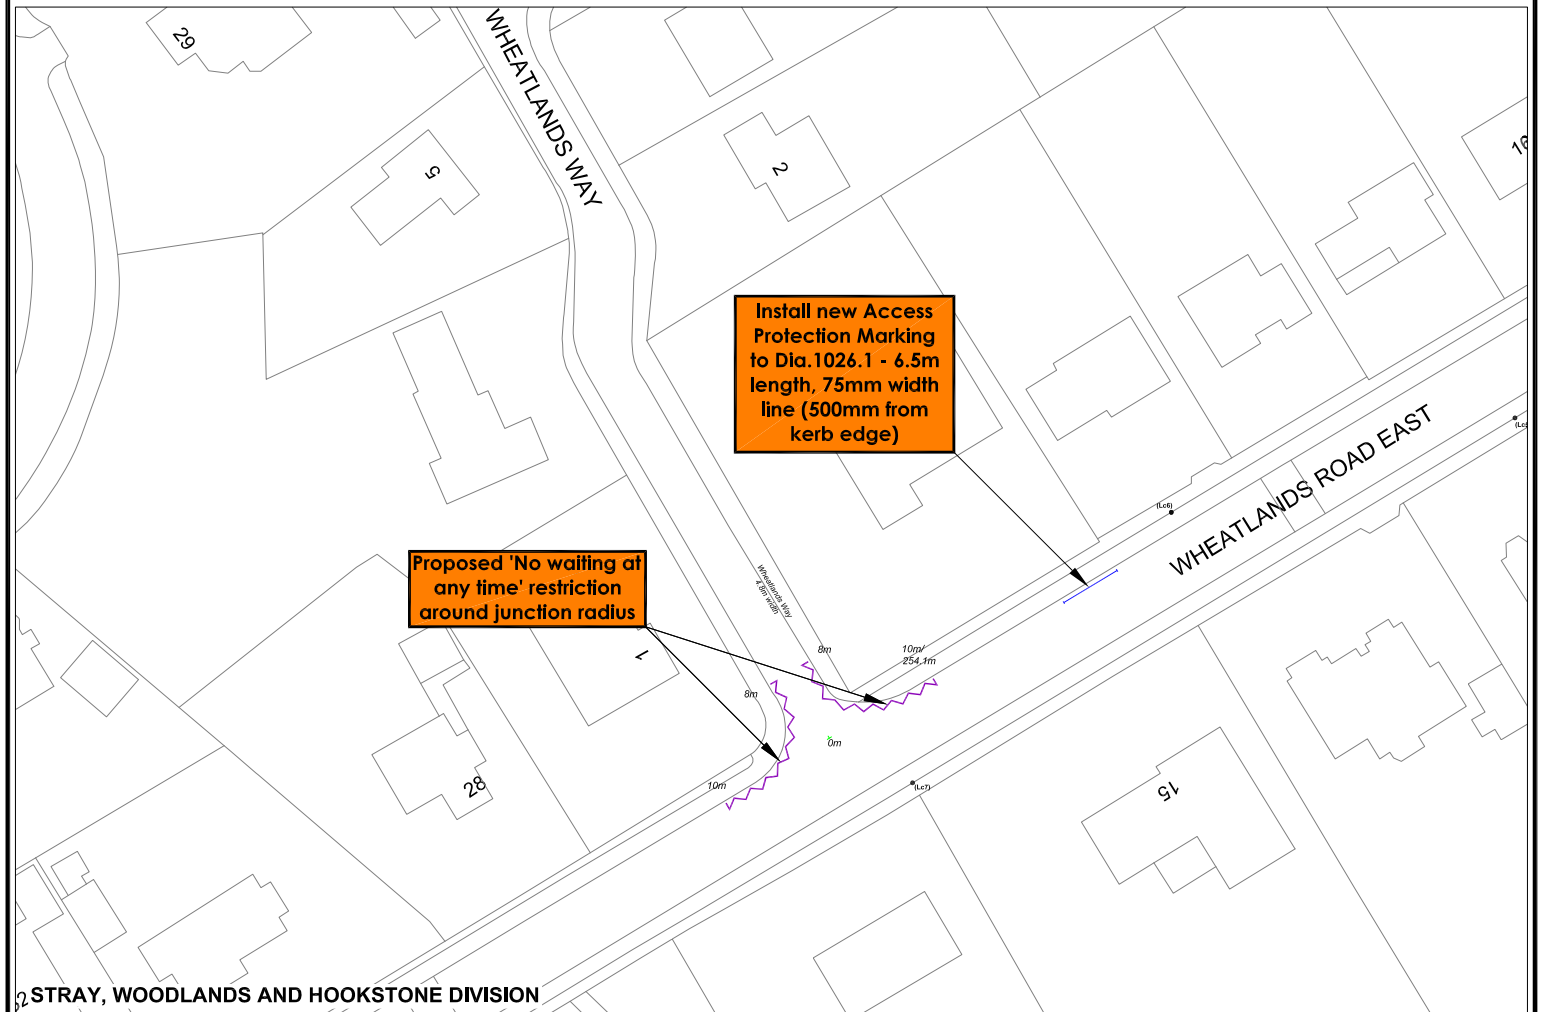 29
WHEATLANDS WAY
5
2
16
Install new Access
Protection Marking
to Dia.1026.1 - 6.5m
length, 75mm width
line (500mm from
kerb edge)
WHEATLANDS ROAD EAST
(Lc6)
Proposed 'No waiting at
any time' restriction
around junction radius
Wheatlands Way
4.8m width
1
8m
10m/
254.1m
8m
0m
10m
28
(Lc7)
15
STRAY, WOODLANDS AND HOOKSTONE DIVISION